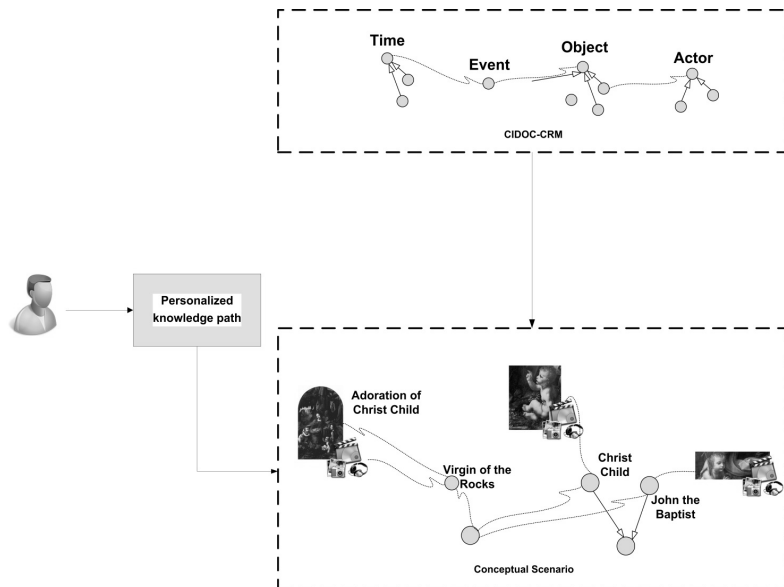 Time
Event
Object
Actor
CIDOC-CRM
Personalized
knowledge path
Adoration of
Christ Child
Virgin of the
Rocks
Christ
Child
John the
Baptist
Conceptual Scenario